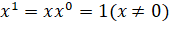 x¹ = xx⁰ = 1(x ≠ 0)